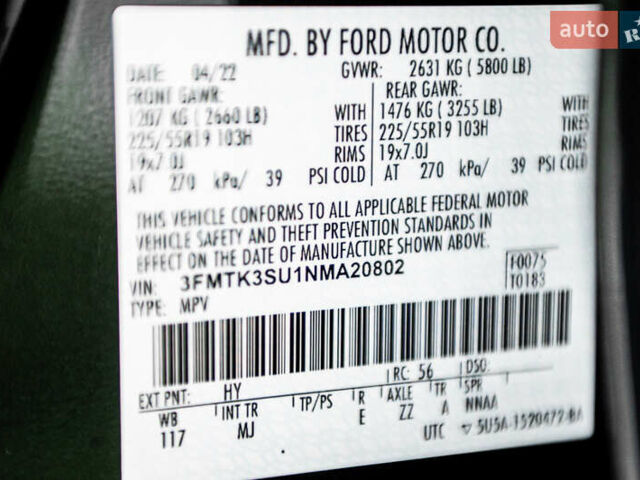 auto
MFD. BY FORD MOTOR CO.
DATE: 04/22 GVWR: 2631 KG ( 5800 LB)
FRONT GAWR: REAR GAWR:
1207 KG ( 2660 LB) WITH 1476 KG ( 3255 LB) WITH
225/55R19 103H TIRES 225/55R19 103H TIRES
19x7.0J RIMS 19x7.0J RIMS
AT 270 kPa/ 39 PSI COLD AT 270 kPa/ 39 PSI COLD
THIS VEHICLE CONFORMS TO ALL APPLICABLE FEDERAL MOTOR
VEHICLE SAFETY AND THEFT PREVENTION STANDARDS IN
EFFECT ON THE DATE OF MANUFACTURE SHOWN ABOVE.
VIN: 3FMTK3SU1NMA20802 F0075
TYPE: MPV T0183
EXT PNT: HY RC: 56 DSO:
WB INT TR TP/PS R AXLE TR SPR
117 MJ E ZZ A NNAA
UTC